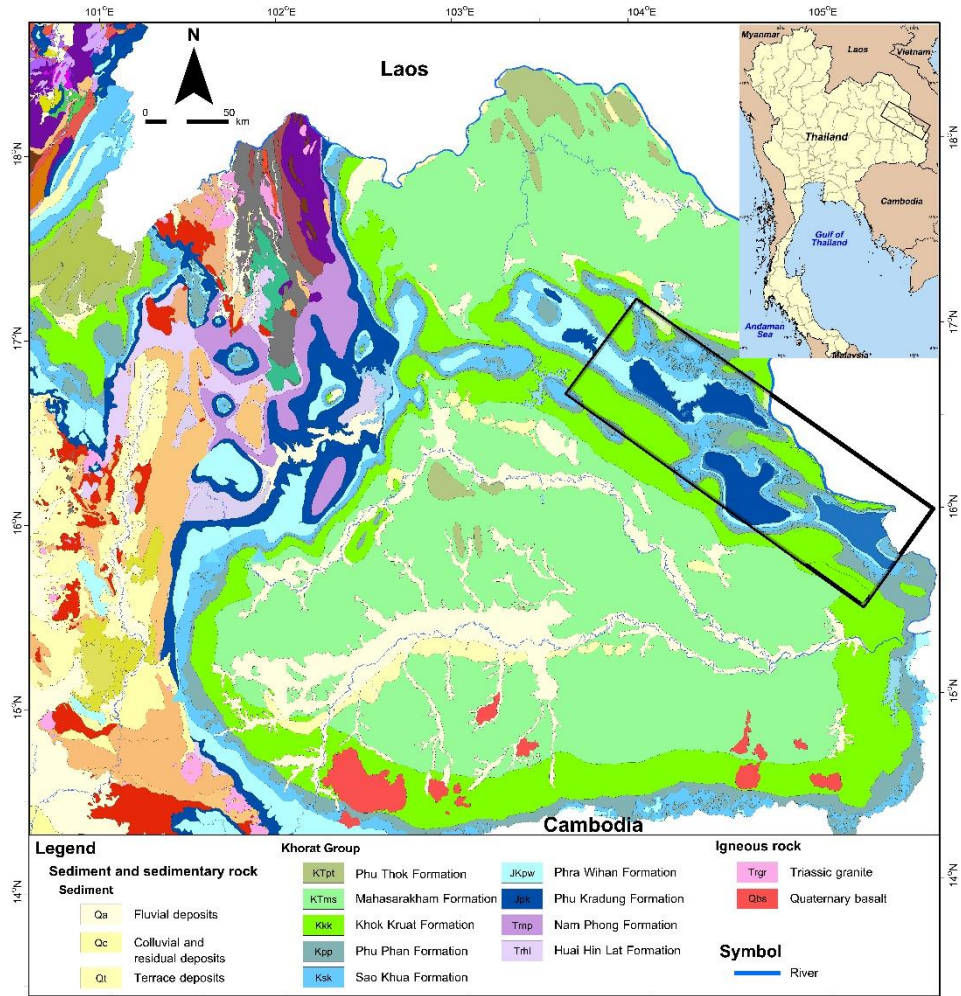 101°E 102°E 103°E 104°E 105°E
N
0 50
km
Laos
Myanmar
Laos
Vietnam
Thailand
Cambodia
Gulf of
Thailand
Andaman
Sea
Malaysia
18°N
17°N
16°N
15°N
14°N
18°N
17°N
16°N
15°N
14°N
Cambodia
Legend
Sediment and sedimentary rock
Sediment
Qa Fluvial deposits
Qc Colluvial and
residual deposits
Qt Terrace deposits
Khorat Group
KTpt Phu Thok Formation
KTms Mahasarakham Formation
Kkk Khok Kruat Formation
Kpp Phu Phan Formation
Ksk Sao Khua Formation
JKpw Phra Wihan Formation
Jpk Phu Kradung Formation
Trnp Nam Phong Formation
Trhl Huai Hin Lat Formation
Igneous rock
Trgr Triassic granite
Qbs Quaternary basalt
Symbol
River